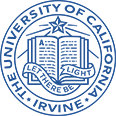 THE UNIVERSITY OF CALIFORNIA
LET THERE BE LIGHT
· IRVINE ·